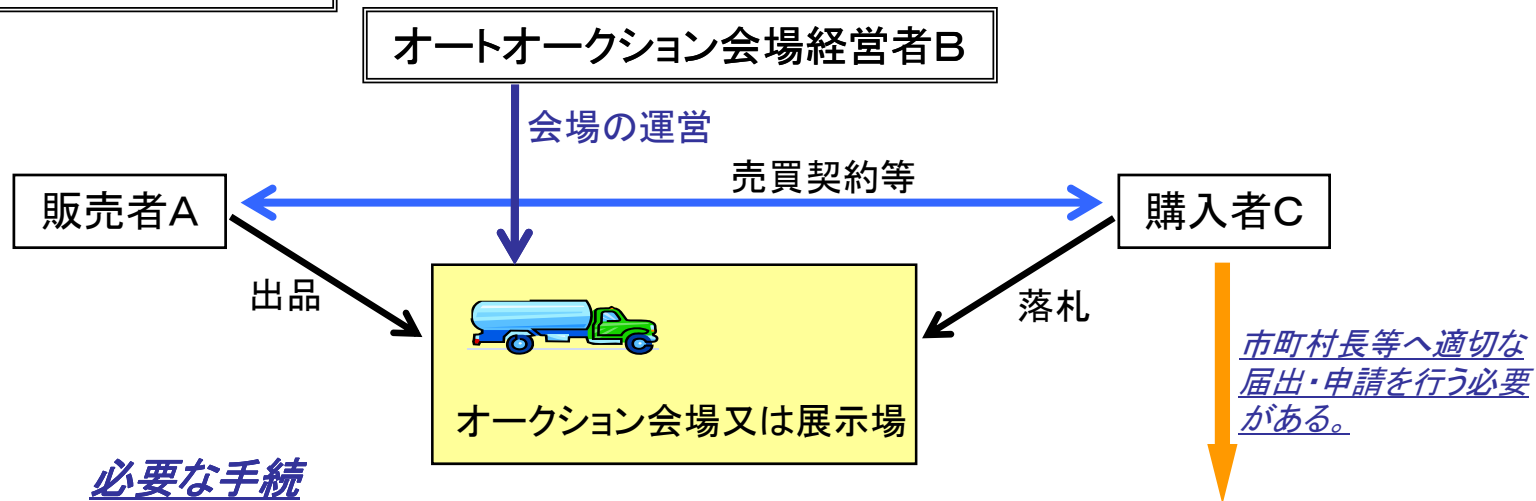 オートオークション会場経営者B
会場の運営
売買契約等
販売者A
購入者C
出品
落札
オークション会場又は展示場
市町村長等へ適切な
届出・申請を行う必要
がある。
必要な手続